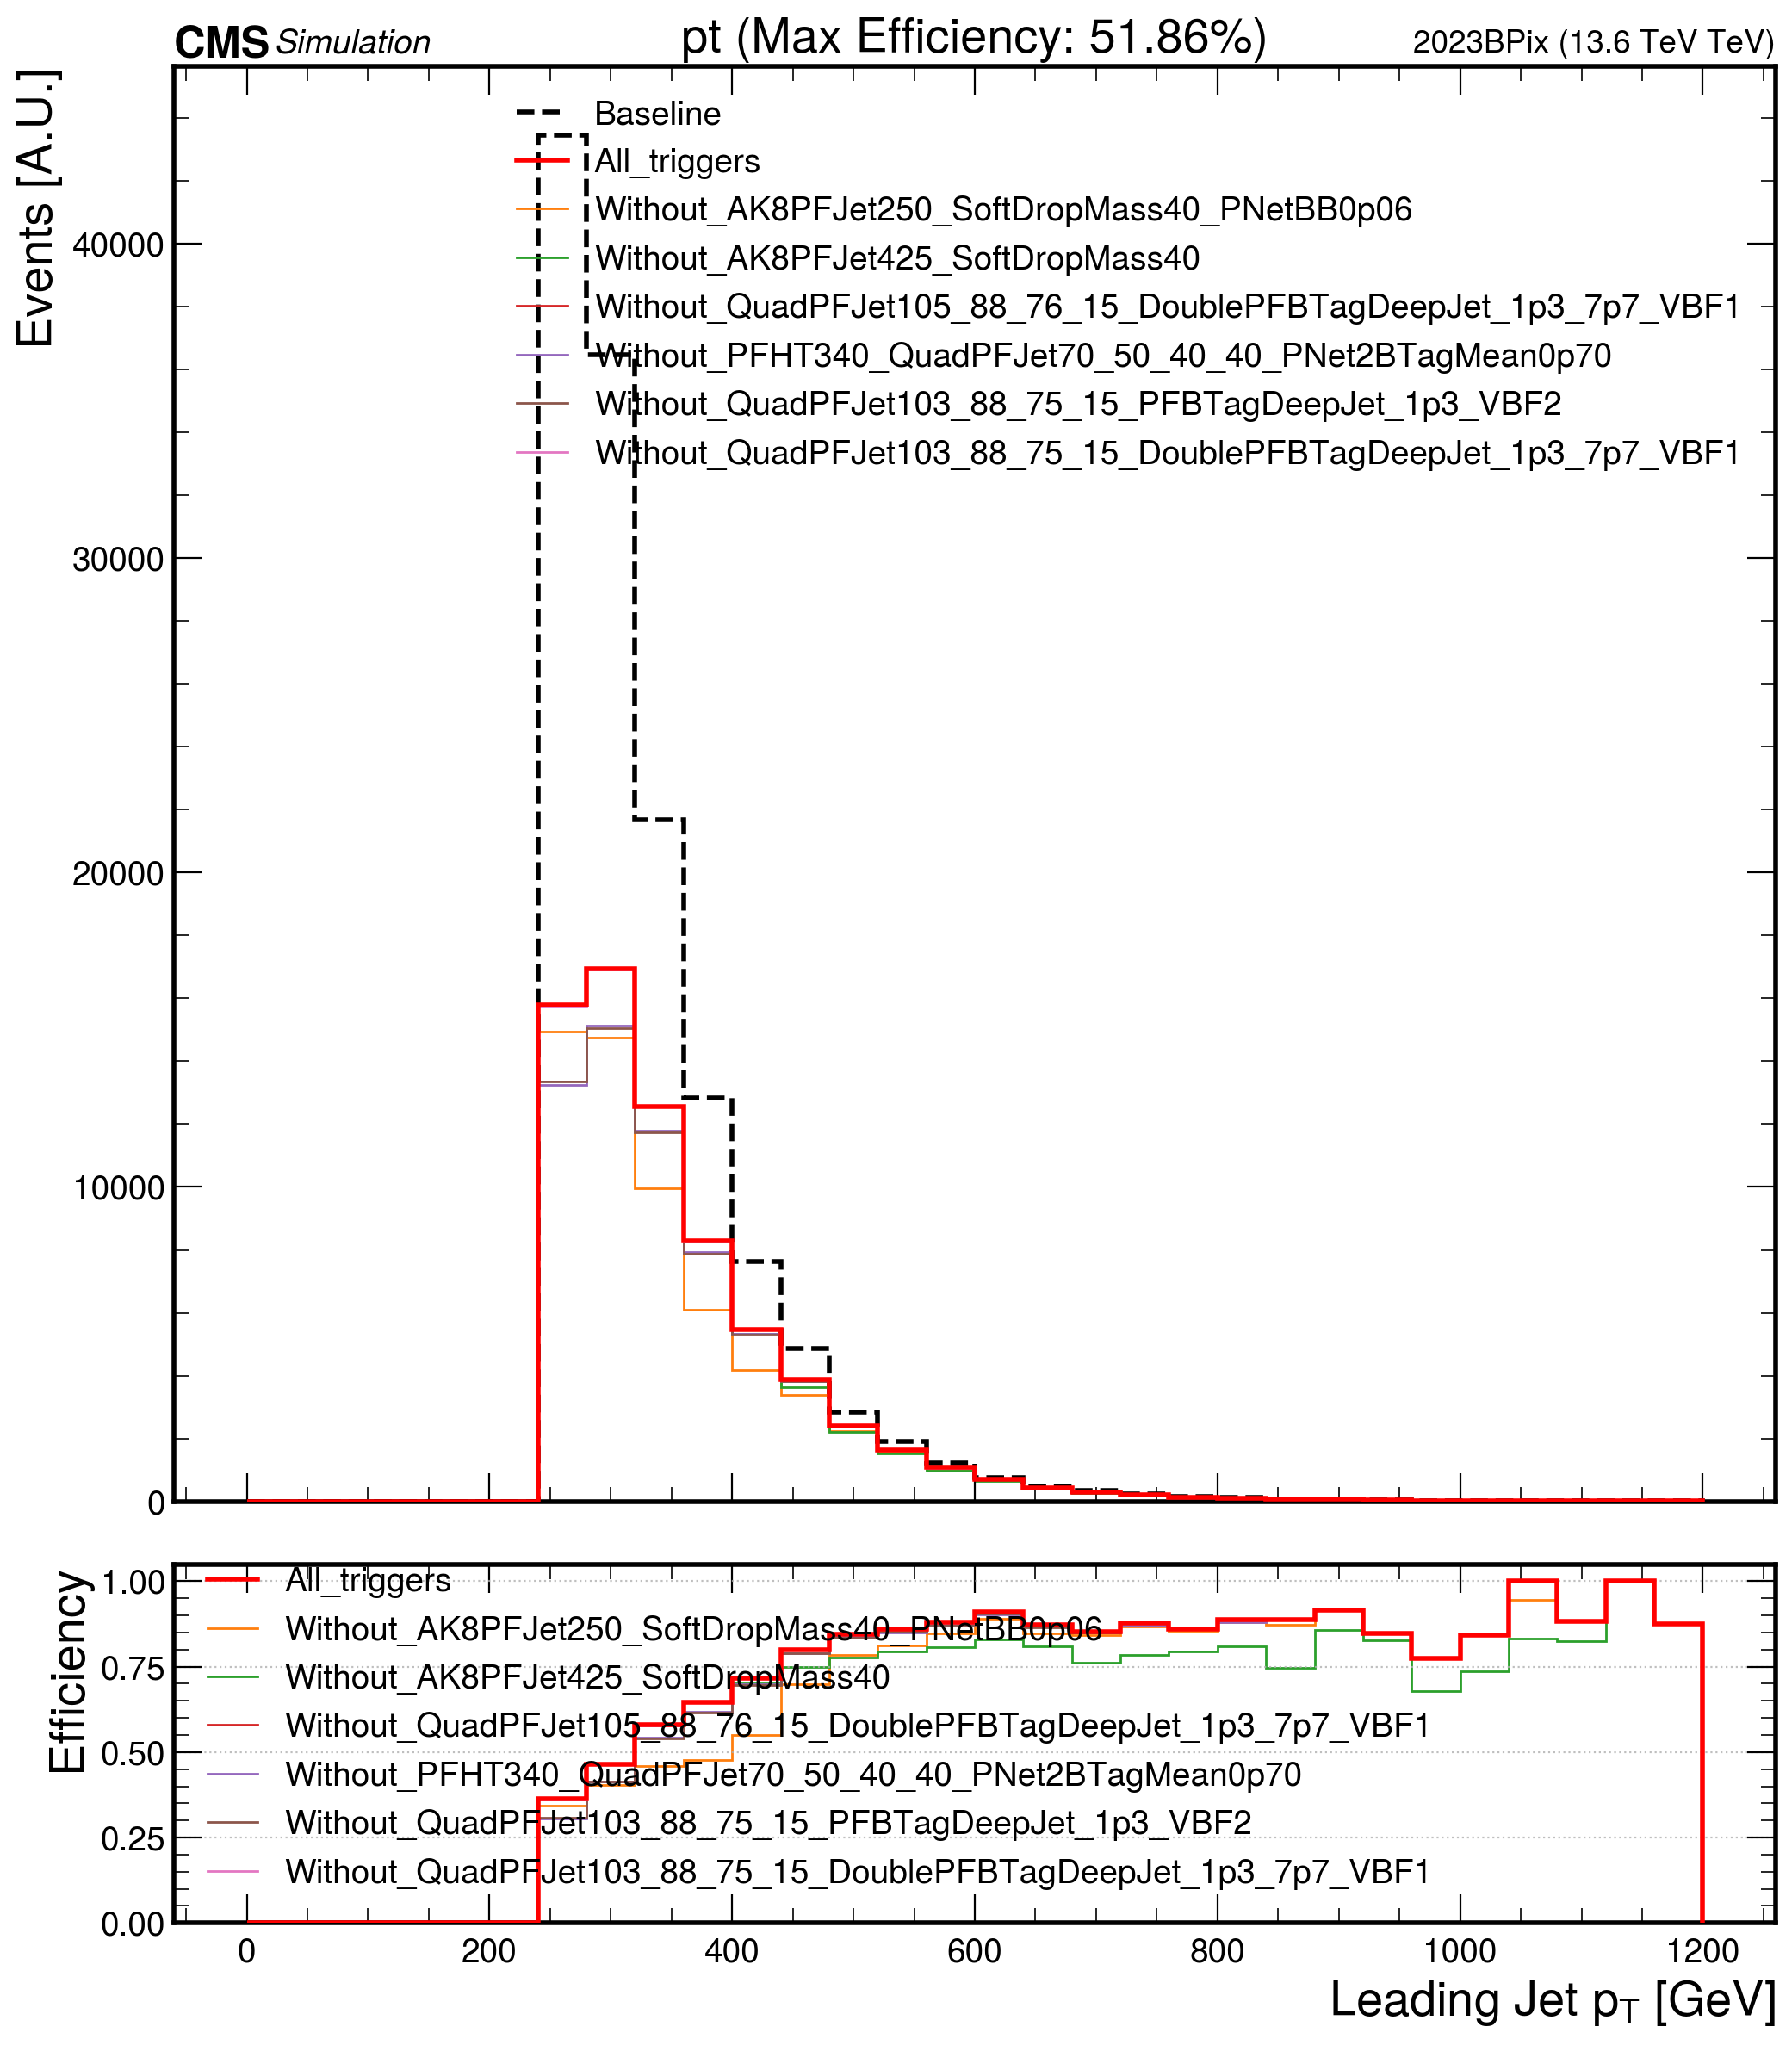 CMS Simulation pt (Max Efficiency: 51.86%) 2023BPix (13.6 TeV TeV)
Events [A.U.]
Baseline
All_triggers
Without_AK8PFJet250_SoftDropMass40_PNetBB0p06
Without_AK8PFJet425_SoftDropMass40
Without_QuadPFJet105_88_76_15_DoublePFBTagDeepJet_1p3_7p7_VBF1
Without_PFHT340_QuadPFJet70_50_40_40_PNet2BTagMean0p70
Without_QuadPFJet103_88_75_15_PFBTagDeepJet_1p3_VBF2
Without_QuadPFJet103_88_75_15_DoublePFBTagDeepJet_1p3_7p7_VBF1
40000
30000
20000
10000
0
Efficiency
1.00
0.75
0.50
0.25
0.00
All_triggers
Without_AK8PFJet250_SoftDropMass40_PNetBB0p06
Without_AK8PFJet425_SoftDropMass40
Without_QuadPFJet105_88_76_15_DoublePFBTagDeepJet_1p3_7p7_VBF1
Without_PFHT340_QuadPFJet70_50_40_40_PNet2BTagMean0p70
Without_QuadPFJet103_88_75_15_PFBTagDeepJet_1p3_VBF2
Without_QuadPFJet103_88_75_15_DoublePFBTagDeepJet_1p3_7p7_VBF1
0 200 400 600 800 1000 1200
Leading Jet pT [GeV]